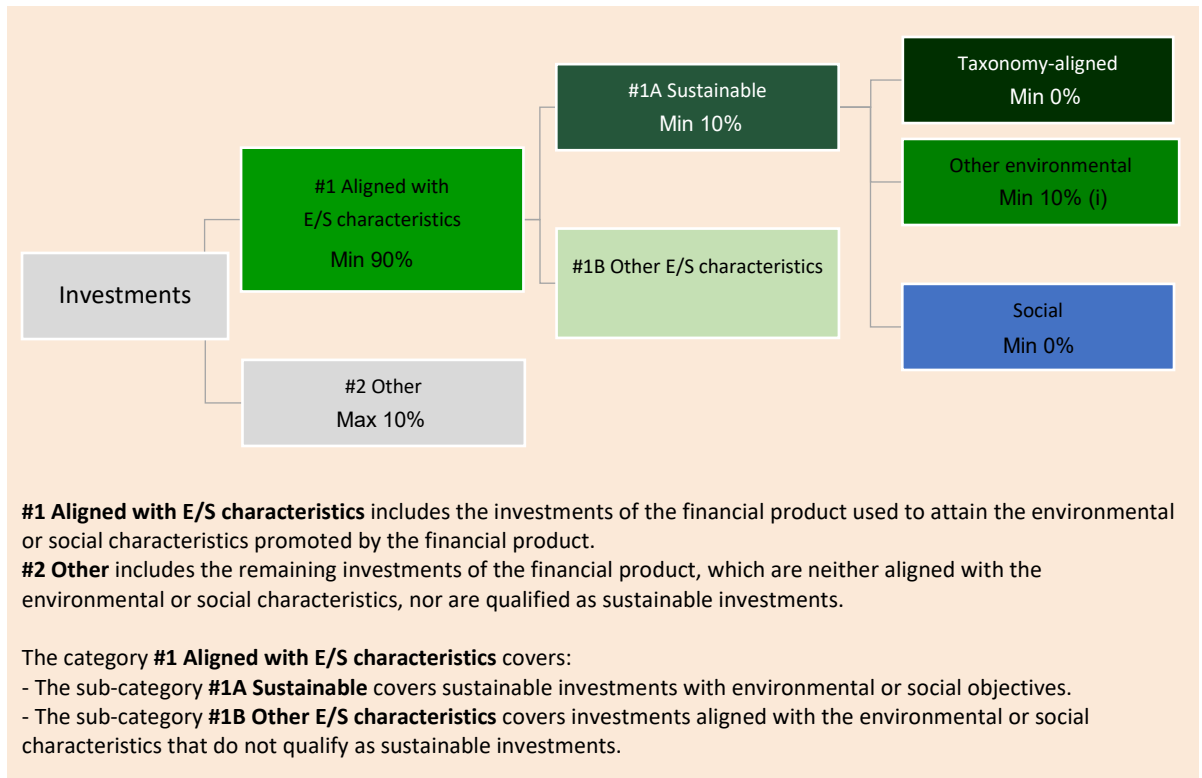 Investments
#1 Aligned with
E/S characteristics
Min 90%
#2 Other
Max 10%
#1A Sustainable
Min 10%
#1B Other E/S characteristics
Taxonomy-aligned
Min 0%
Other environmental
Min 10% (i)
Social
Min 0%
#1 Aligned with E/S characteristics includes the investments of the financial product used to attain the environmental
or social characteristics promoted by the financial product.
#2 Other includes the remaining investments of the financial product, which are neither aligned with the
environmental or social characteristics, nor are qualified as sustainable investments.
The category #1 Aligned with E/S characteristics covers:
- The sub-category #1A Sustainable covers sustainable investments with environmental or social objectives.
- The sub-category #1B Other E/S characteristics covers investments aligned with the environmental or social
characteristics that do not qualify as sustainable investments.